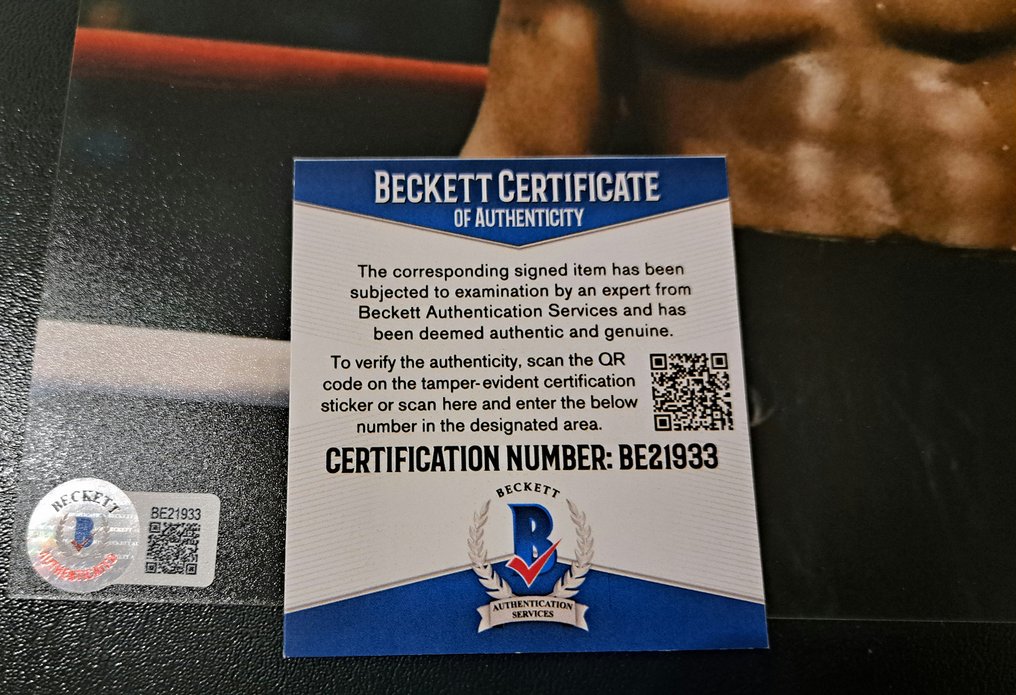 BECKETT CERTIFICATE
OF AUTHENTICITY
The corresponding signed item has been
subjected to examination by an expert from
Beckett Authentication Services and has
been deemed authentic and genuine.
To verify the authenticity, scan the QR
code on the tamper-evident certification
sticker or scan here and enter the below
number in the designated area.
CERTIFICATION NUMBER: BE21933
BECKETT
B
AUTHENTICATION
SERVICES
BECKETT
B
BE21933